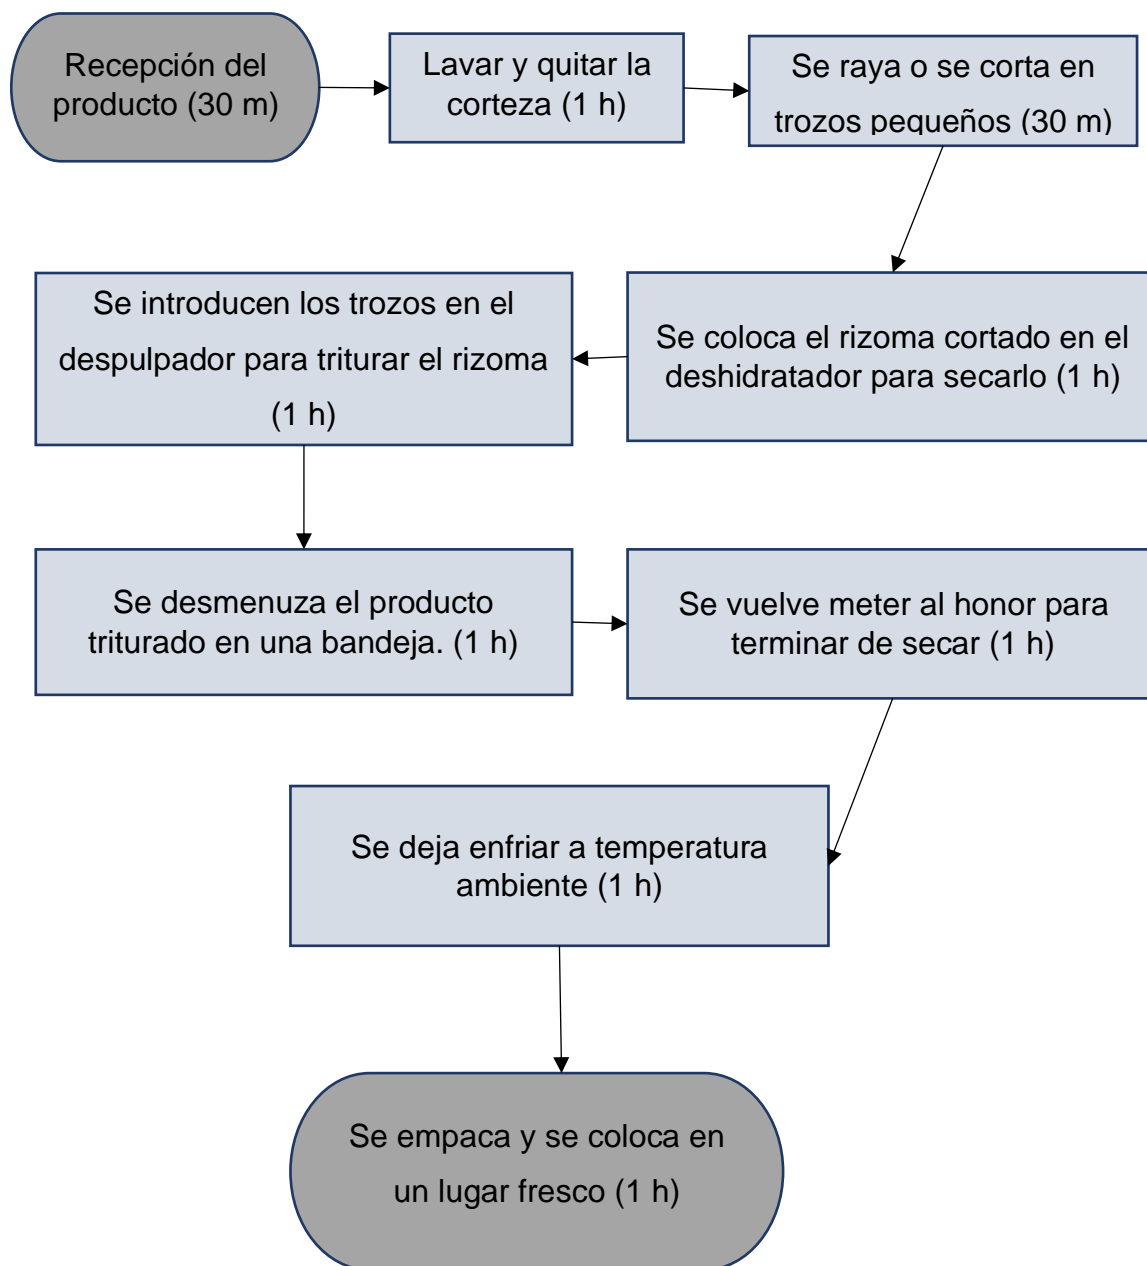 Recepción del
producto (30 m)
Lavar y quitar la
corteza (1 h)
Se raya o se corta en
trozos pequeños (30 m)
Se coloca el rizoma cortado en el
deshidratador para secarlo (1 h)
Se introducen los trozos en el
despulpador para triturar el rizoma
(1 h)
Se desmenuza el producto
triturado en una bandeja. (1 h)
Se vuelve meter al honor para
terminar de secar (1 h)
Se deja enfriar a temperatura
ambiente (1 h)
Se empaca y se coloca en
un lugar fresco (1 h)